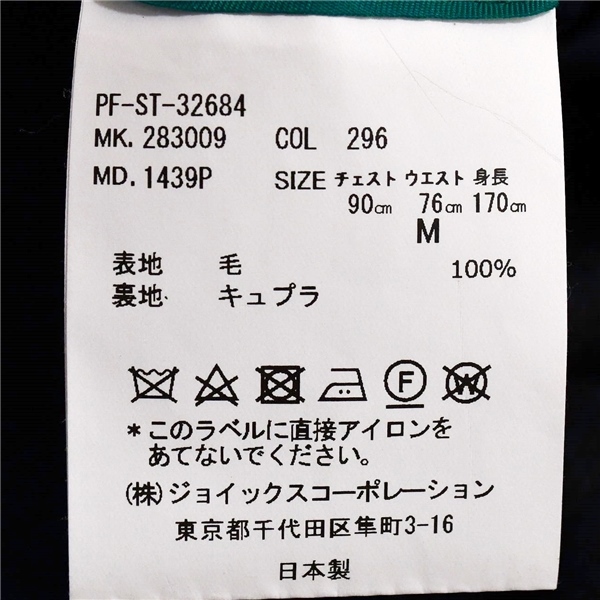 PF-ST-32684
MK. 283009 COL 296
MD. 1439P SIZE チェスト ウエスト 身長
90㎝ 76㎝ 170㎝
M
表地 毛 100%
裏地 キュプラ
F W
＊このラベルに直接アイロンを
あてないでください。
(株)ジョイックスコーポレーション
東京都千代田区隼町3-16
日本製